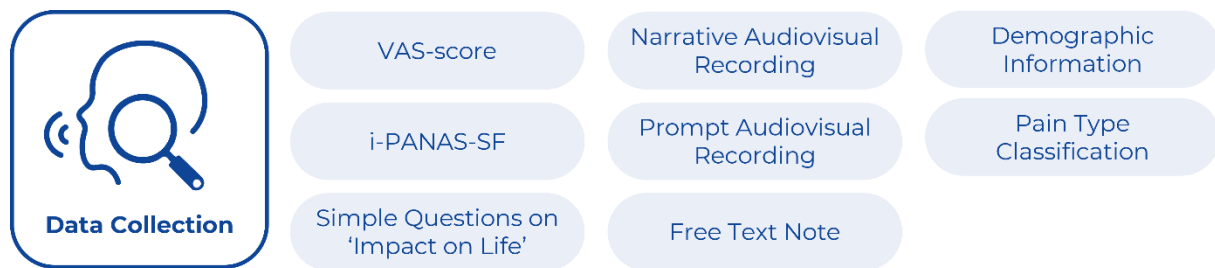 Data Collection
VAS-score
i-PANAS-SF
Simple Questions on
‘Impact on Life’
Narrative Audiovisual
Recording
Prompt Audiovisual
Recording
Free Text Note
Demographic
Information
Pain Type
Classification